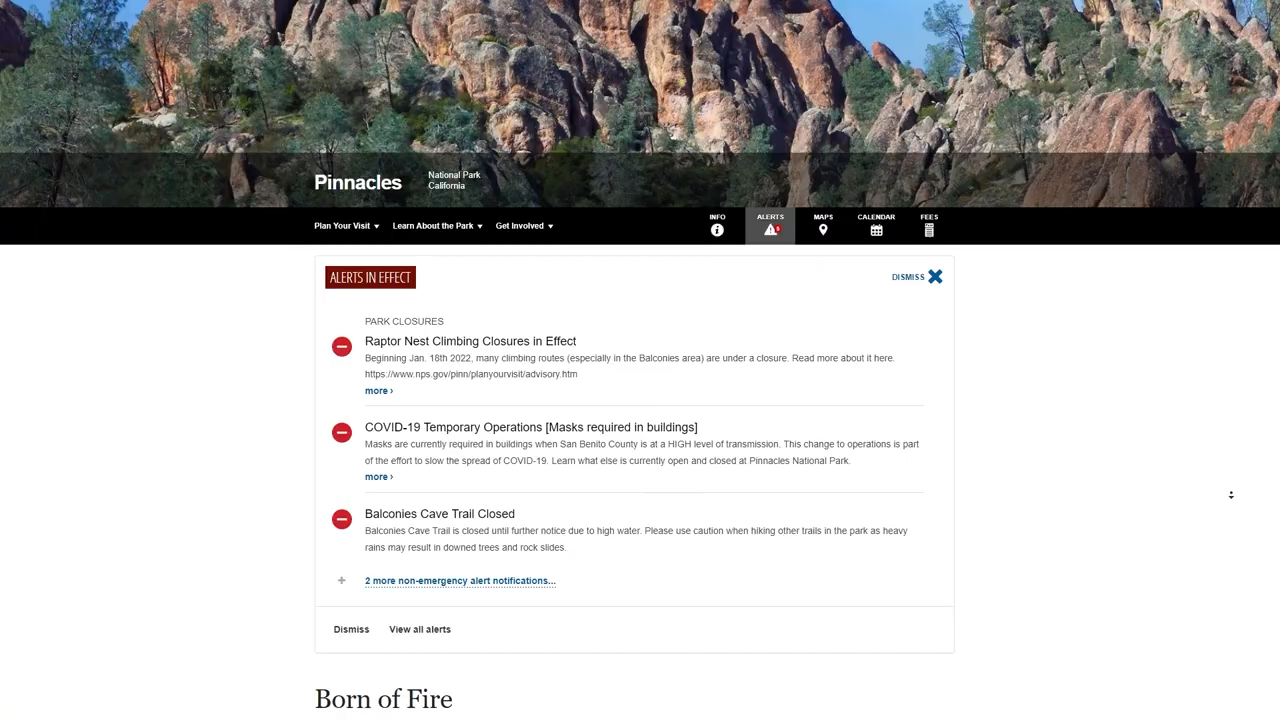 Pinnacles
National Park
California
Plan Your Visit
Learn About the Park
Get Involved
INFO
ALERTS
5
MAPS
CALENDAR
FEES
ALERTS IN EFFECT
DISMISS
PARK CLOSURES
Raptor Nest Climbing Closures in Effect
Beginning Jan. 18th 2022, many climbing routes (especially in the Balconies area) are under a closure. Read more about it here.
https://www.nps.gov/pinn/planyourvisit/advisory.htm
more ›
COVID-19 Temporary Operations [Masks required in buildings]
Masks are currently required in buildings when San Benito County is at a HIGH level of transmission. This change to operations is part
of the effort to slow the spread of COVID-19. Learn what else is currently open and closed at Pinnacles National Park.
more ›
Balconies Cave Trail Closed
Balconies Cave Trail is closed until further notice due to high water. Please use caution when hiking other trails in the park as heavy
rains may result in downed trees and rock slides.
2 more non-emergency alert notifications...
Dismiss
View all alerts
Born of Fire